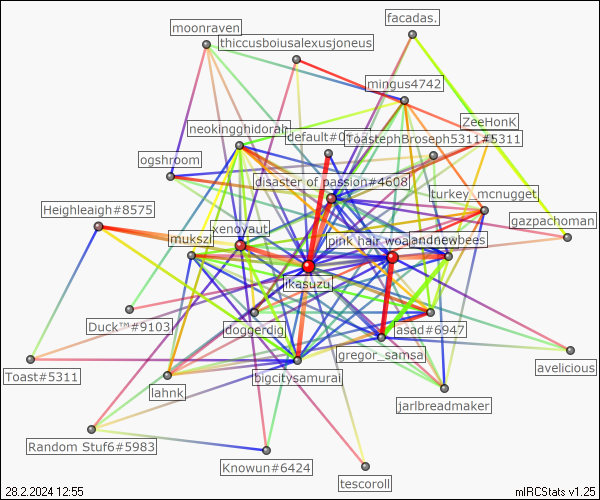 facadas.
moonraven
thiccusboiusalexusjoneus
mingus4742
ZeeHonK
neokingghidorah
default#0
ToastephBroseph5311#5311
ogshroom
disaster of passion#4608
turkey_mcnugget
Heighleaigh#8575
gazpachoman
xenoyaut
mukszi
pink hair woa
andnewbees
ikasuzu
Duck™#9103
doggerdig
asad#6947
gregor_samsa
Toast#5311
avelicious
bigcitysamurai
lahnk
jarlbreadmaker
Random Stuf6#5983
Knowun#6424
tescoroll
28.2.2024 12:55
mIRCStats v1.25